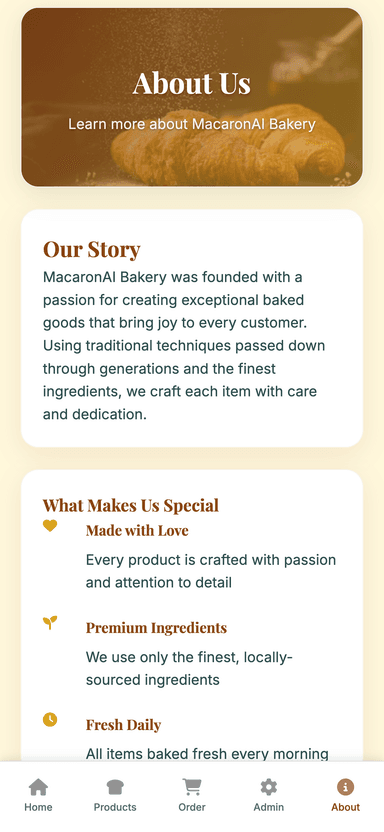 About Us
Learn more about MacaronAI Bakery
Our Story
MacaronAI Bakery was founded with a
passion for creating exceptional baked
goods that bring joy to every customer.
Using traditional techniques passed down
through generations and the finest
ingredients, we craft each item with care
and dedication.
What Makes Us Special
Made with Love
Every product is crafted with passion
and attention to detail
Premium Ingredients
We use only the finest, locally-
sourced ingredients
Fresh Daily
All items baked fresh every morning
Home
Products
Order
Admin
About